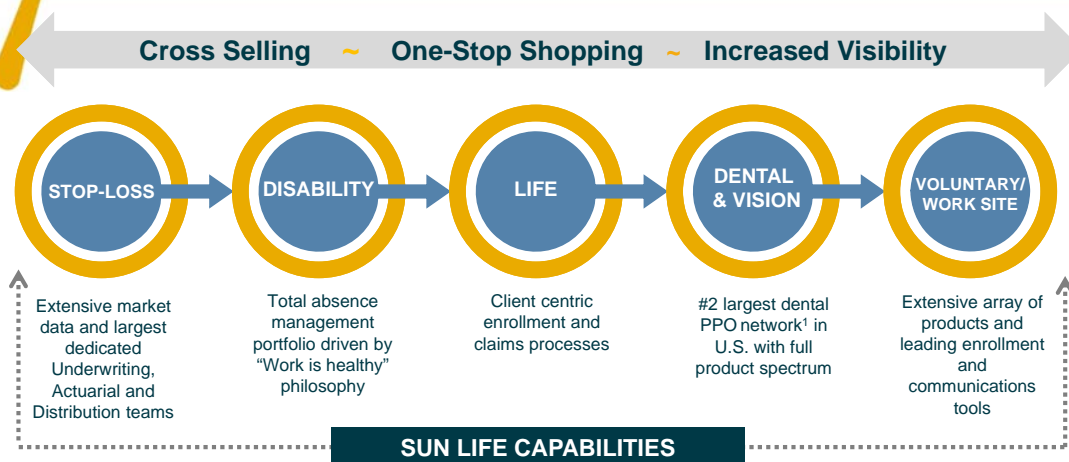 Cross Selling ~ One-Stop Shopping ~ Increased Visibility
STOP-LOSS
DISABILITY
LIFE
DENTAL
& VISION
VOLUNTARY/
WORK SITE
Extensive market
data and largest
dedicated
Underwriting,
Actuarial and
Distribution teams
Total absence
management
portfolio driven by
“Work is healthy”
philosophy
Client centric
enrollment and
claims processes
#2 largest dental
PPO network¹ in
U.S. with full
product spectrum
Extensive array of
products and
leading enrollment
and
communications
tools
SUN LIFE CAPABILITIES